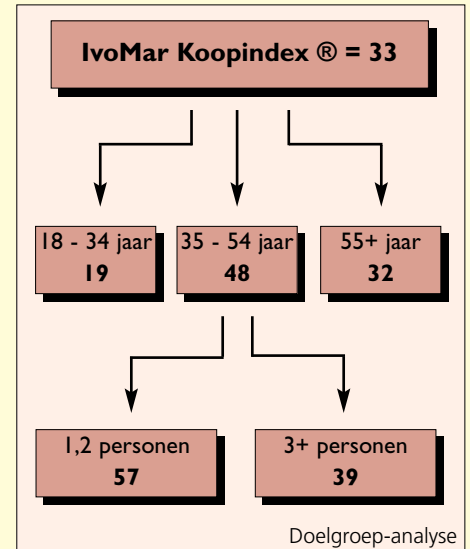 IvoMar Koopindex ® = 33
18 - 34 jaar
19
35 - 54 jaar
48
55+ jaar
32
1,2 personen
57
3+ personen
39
Doelgroep-analyse